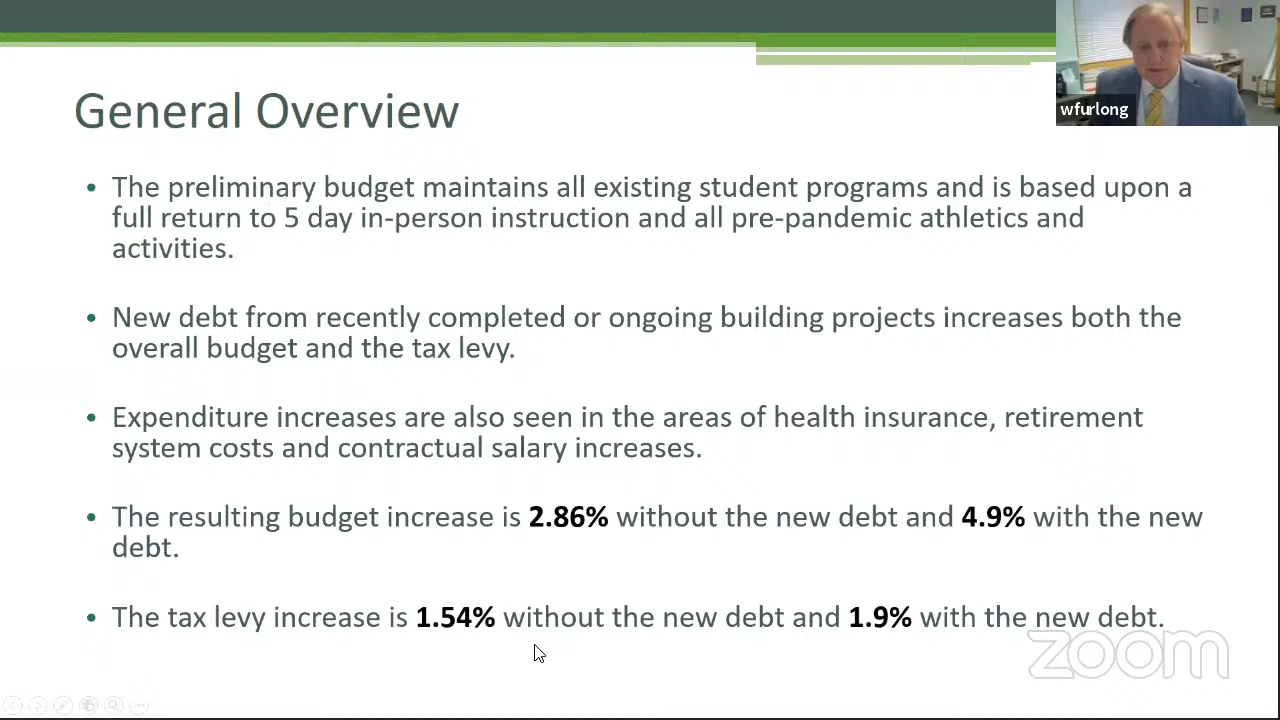 General Overview
wfurlong
• The preliminary budget maintains all existing student programs and is based upon a
full return to 5 day in-person instruction and all pre-pandemic athletics and
activities.
• New debt from recently completed or ongoing building projects increases both the
overall budget and the tax levy.
• Expenditure increases are also seen in the areas of health insurance, retirement
system costs and contractual salary increases.
• The resulting budget increase is 2.86% without the new debt and 4.9% with the new
debt.
• The tax levy increase is 1.54% without the new debt and 1.9% with the new debt.
zoom